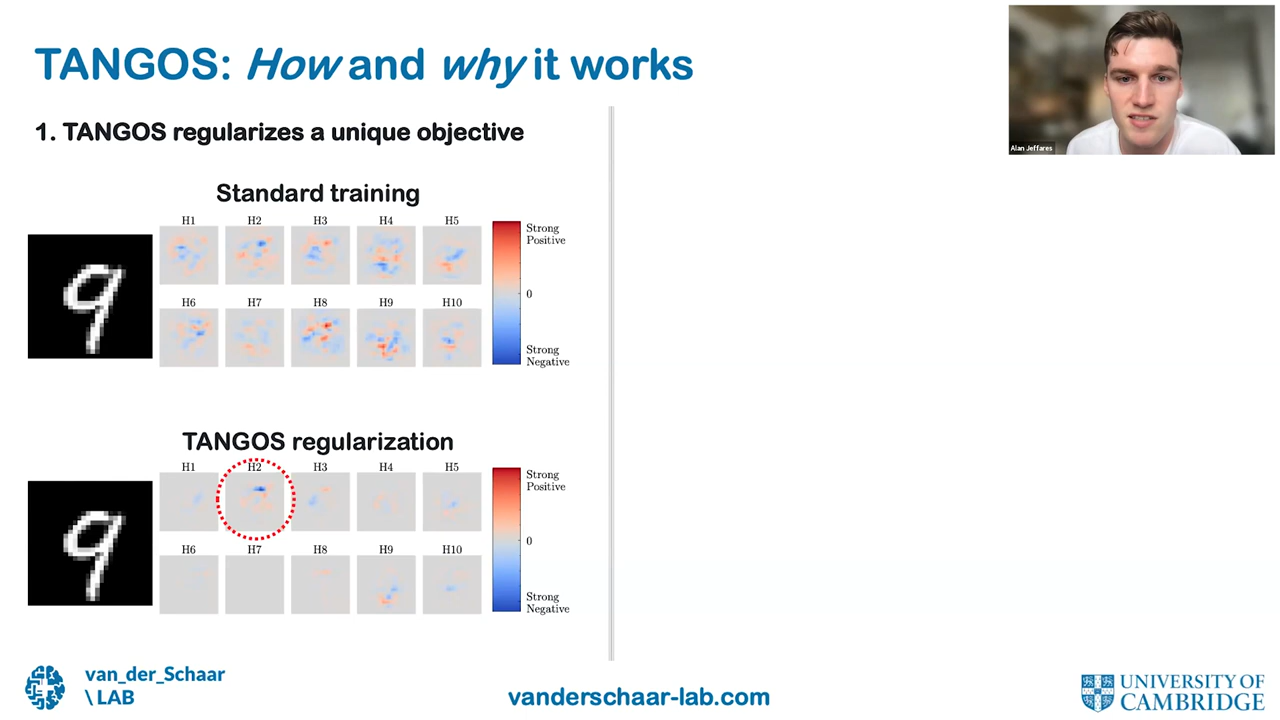 TANGOS: How and why it works
Alan Jeffares
1. TANGOS regularizes a unique objective
Standard training
H1 H2 H3 H4 H5
H6 H7 H8 H9 H10
Strong
Positive
0
Strong
Negative
TANGOS regularization
H1 H2 H3 H4 H5
H6 H7 H8 H9 H10
Strong
Positive
0
Strong
Negative
van_der_Schaar
\ LAB
vanderschaar-lab.com
UNIVERSITY OF
CAMBRIDGE